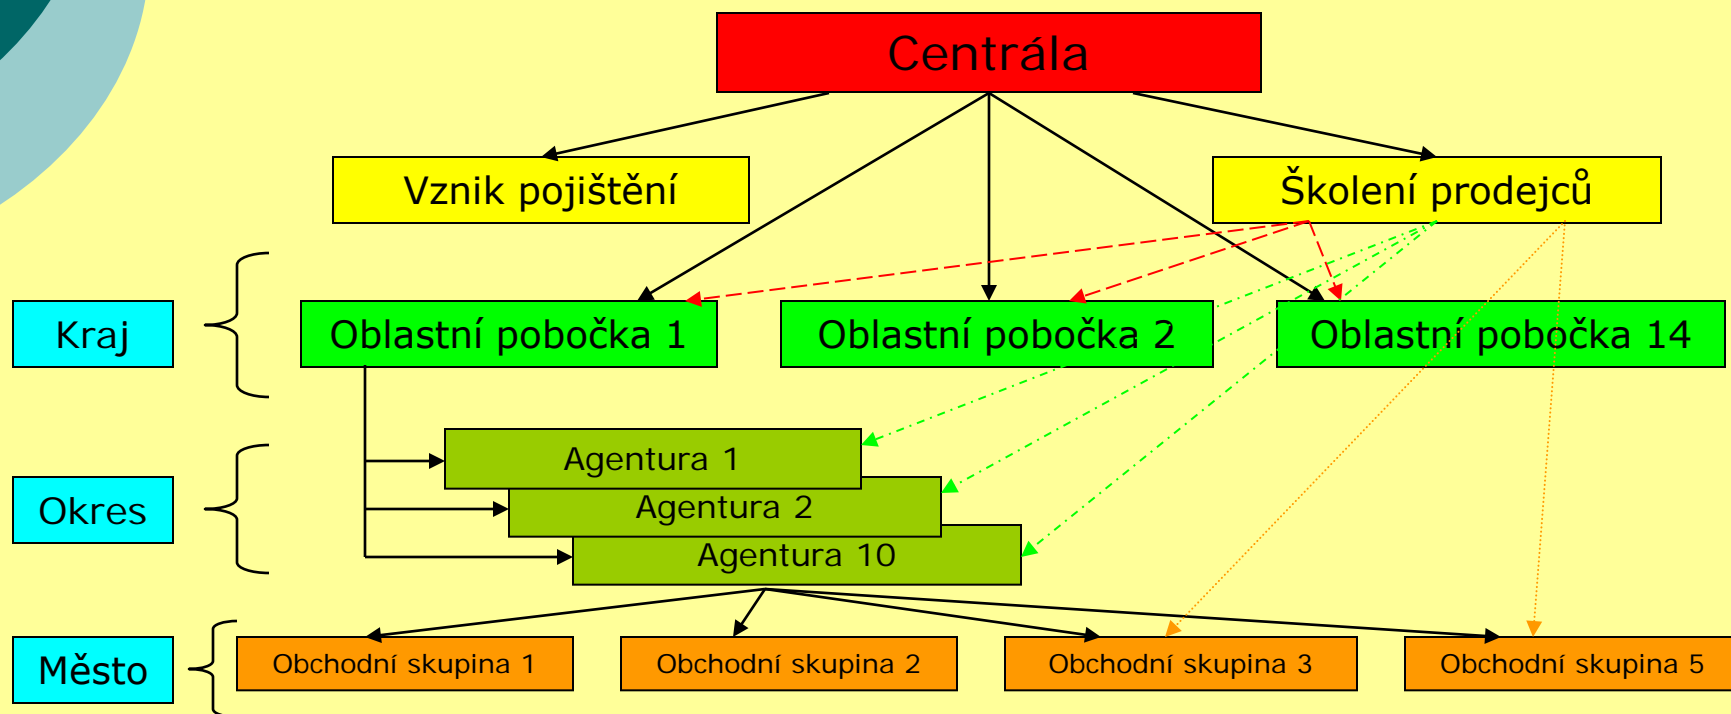 Centrála
Vznik pojištění
Školení prodejců
Kraj
Oblastní pobočka 1
Oblastní pobočka 2
Oblastní pobočka 14
Okres
Agentura 1
Agentura 2
Agentura 10
Město
Obchodní skupina 1
Obchodní skupina 2
Obchodní skupina 3
Obchodní skupina 5